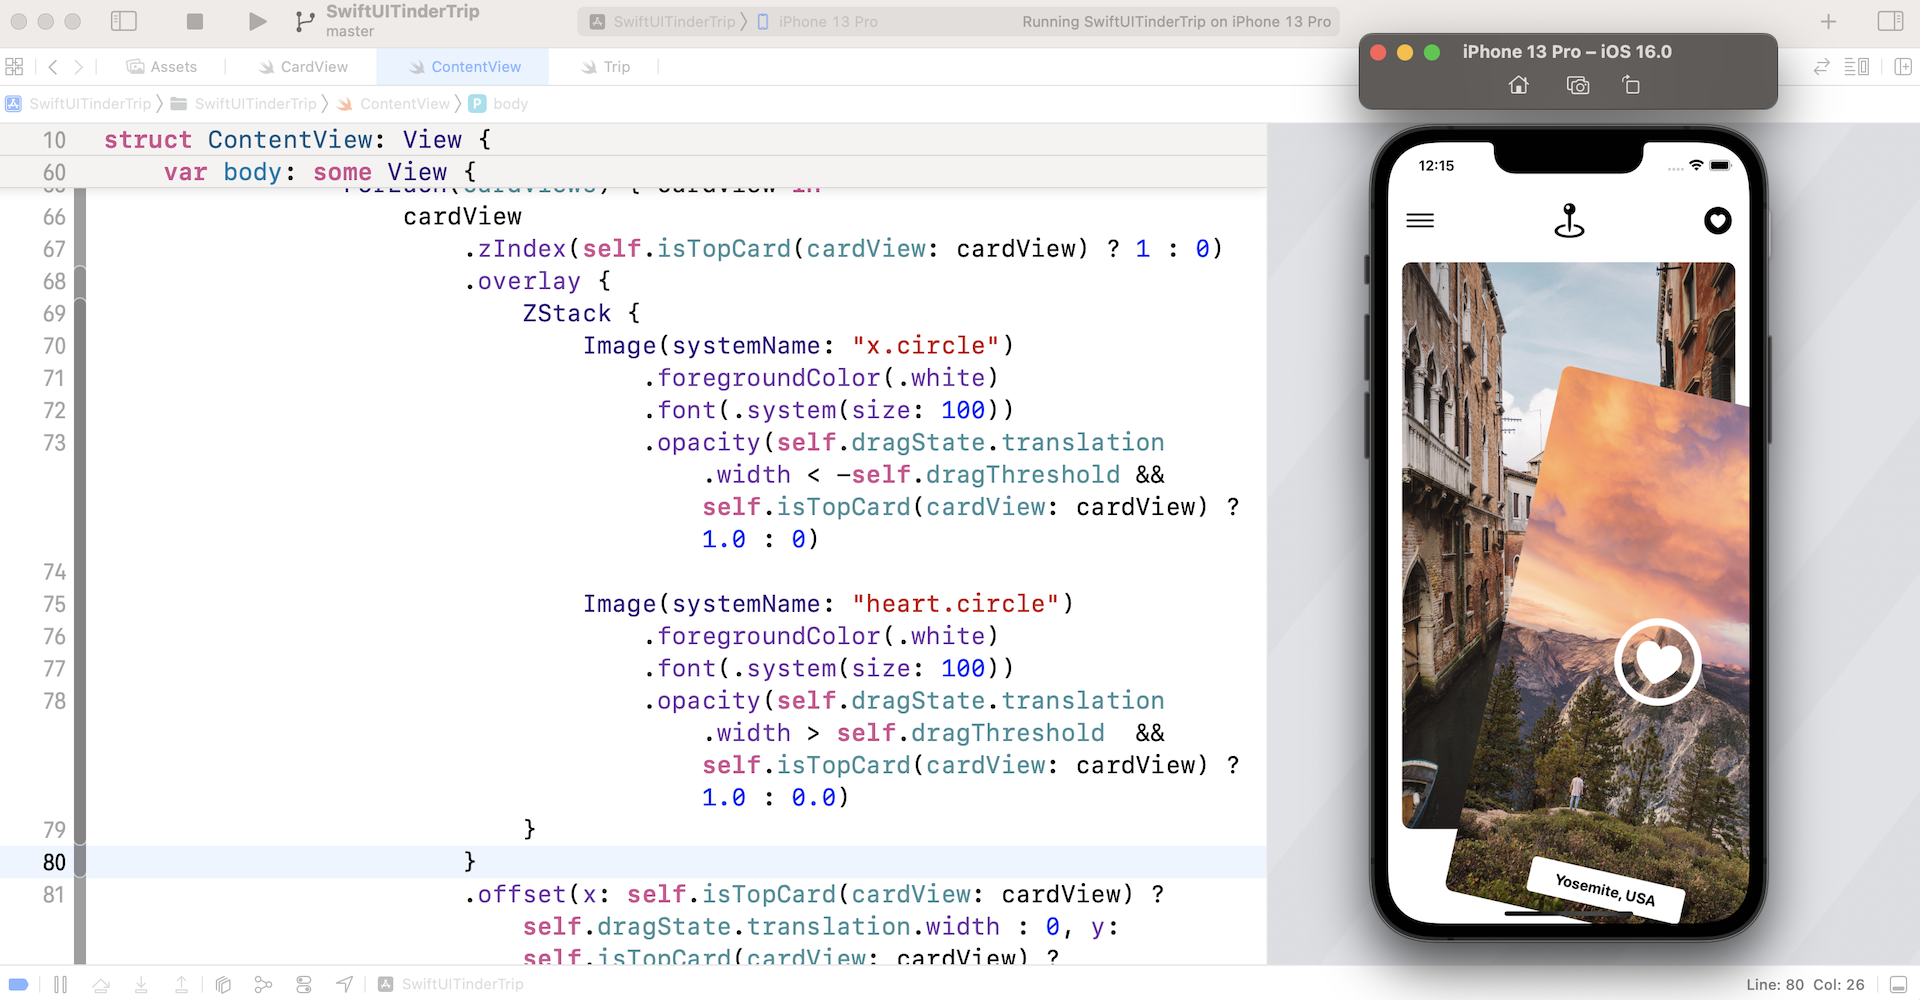 SwiftUITinderTrip
master
SwiftUITinderTrip
iPhone 13 Pro
Running SwiftUITinderTrip on iPhone 13 Pro
Assets
CardView
ContentView
Trip
SwiftUITinderTrip
SwiftUITinderTrip
ContentView
P body
10 struct ContentView: View {
60 var body: some View {
ForEach(cardViews) { cardView in
66 cardView
67 .zIndex(self.isTopCard(cardView: cardView) ? 1 : 0)
68 .overlay {
69 ZStack {
70 Image(systemName: "x.circle")
71 .foregroundColor(.white)
72 .font(.system(size: 100))
73 .opacity(self.dragState.translation
.width < -self.dragThreshold &&
self.isTopCard(cardView: cardView) ?
1.0 : 0)
74
75 Image(systemName: "heart.circle")
76 .foregroundColor(.white)
77 .font(.system(size: 100))
78 .opacity(self.dragState.translation
.width > self.dragThreshold  &&
self.isTopCard(cardView: cardView) ?
1.0 : 0.0)
79 }
80 }
81 .offset(x: self.isTopCard(cardView: cardView) ?
self.dragState.translation.width : 0, y:
self.isTopCard(cardView: cardView) ?
SwiftUITinderTrip
Line: 80 Col: 26
iPhone 13 Pro – iOS 16.0
12:15
Yosemite, USA